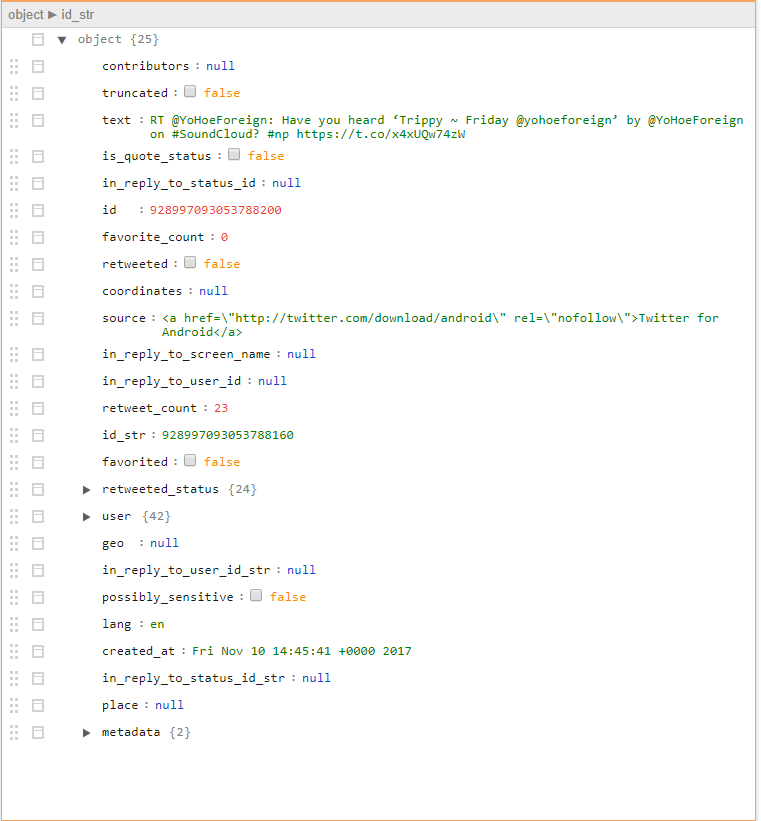 object ▶ id_str
▼ object {25}
contributors : null
truncated : false
text : RT @YoHoeForeign: Have you heard ‘Trippy ~ Friday @yohoeforeign’ by @YoHoeForeign
on #SoundCloud? #np https://t.co/x4xUQw74zW
is_quote_status : false
in_reply_to_status_id : null
id : 928997093053788200
favorite_count : 0
retweeted : false
coordinates : null
source : <a href=\"http://twitter.com/download/android\" rel=\"nofollow\">Twitter for
Android</a>
in_reply_to_screen_name : null
in_reply_to_user_id : null
retweet_count : 23
id_str : 928997093053788160
favorited : false
▶ retweeted_status {24}
▶ user {42}
geo : null
in_reply_to_user_id_str : null
possibly_sensitive : false
lang : en
created_at : Fri Nov 10 14:45:41 +0000 2017
in_reply_to_status_id_str : null
place : null
▶ metadata {2}